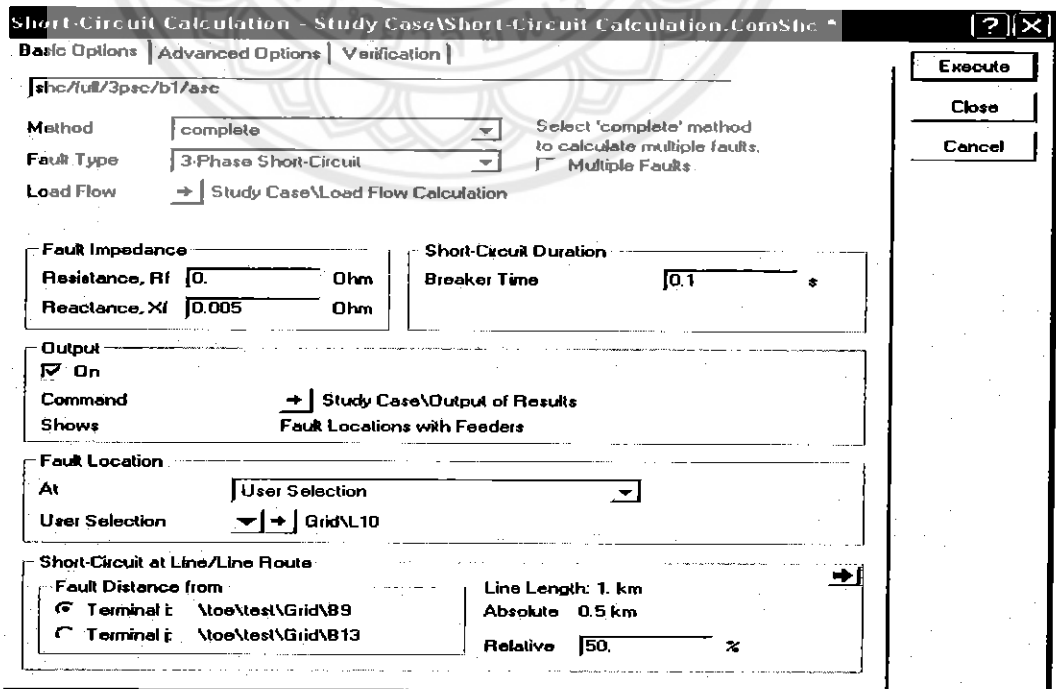 Short-Circuit Calculation - Study Case\Short-Circuit Calculation.ComShc *
Basic Options Advanced Options Verification
Execute
Close
Cancel
shc/full/3psc/b1/asc
Method complete
Select 'complete' method
to calculate multiple faults.
Fault Type 3-Phase Short-Circuit
Multiple Faults
Load Flow Study Case\Load Flow Calculation
Fault Impedance
Resistance, Rf 0. Ohm
Reactance, Xf 0.005 Ohm
Short-Circuit Duration
Breaker Time 0.1 s
Output
On
Command Study Case\Output of Results
Shows Fault Locations with Feeders
Fault Location
At User Selection
User Selection Grid\L10
Short-Circuit at Line/Line Route
Fault Distance from
Terminal i: \toe\test\Grid\B9
Terminal j: \toe\test\Grid\B13
Line Length: 1. km
Absolute 0.5 km
Relative 50. %